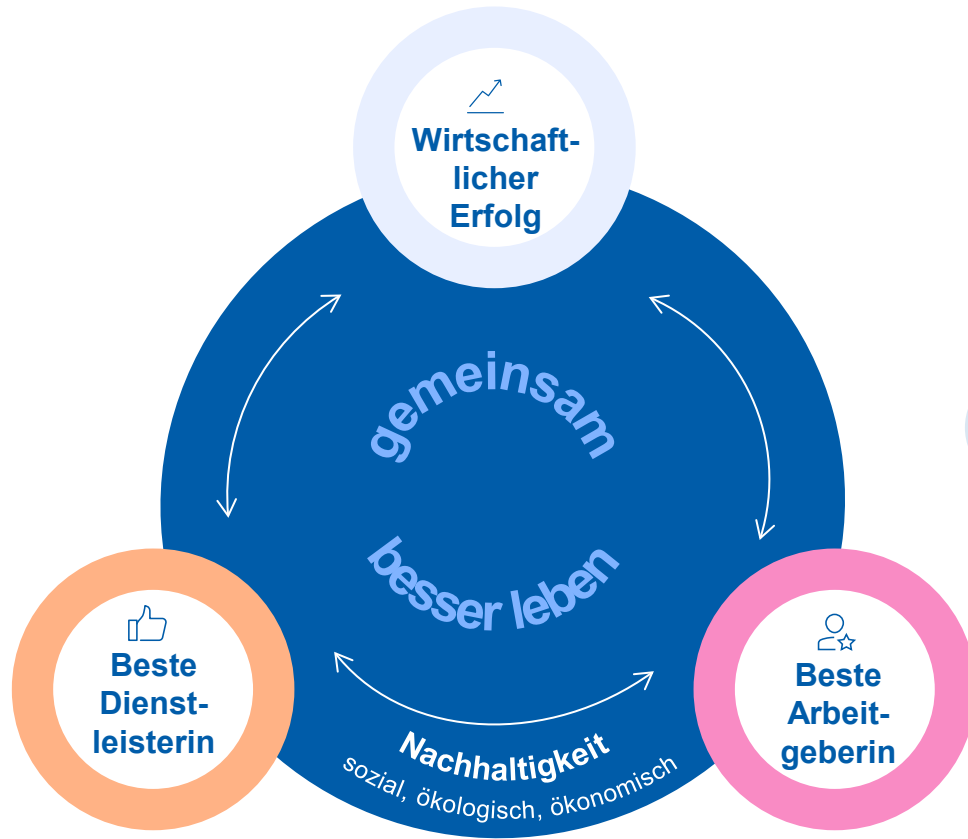 Wirtschaft-
licher
Erfolg
gemeinsam
besser leben
Beste
Dienst-
leisterin
Beste
Arbeit-
geberin
Nachhaltigkeit
sozial, ökologisch, ökonomisch